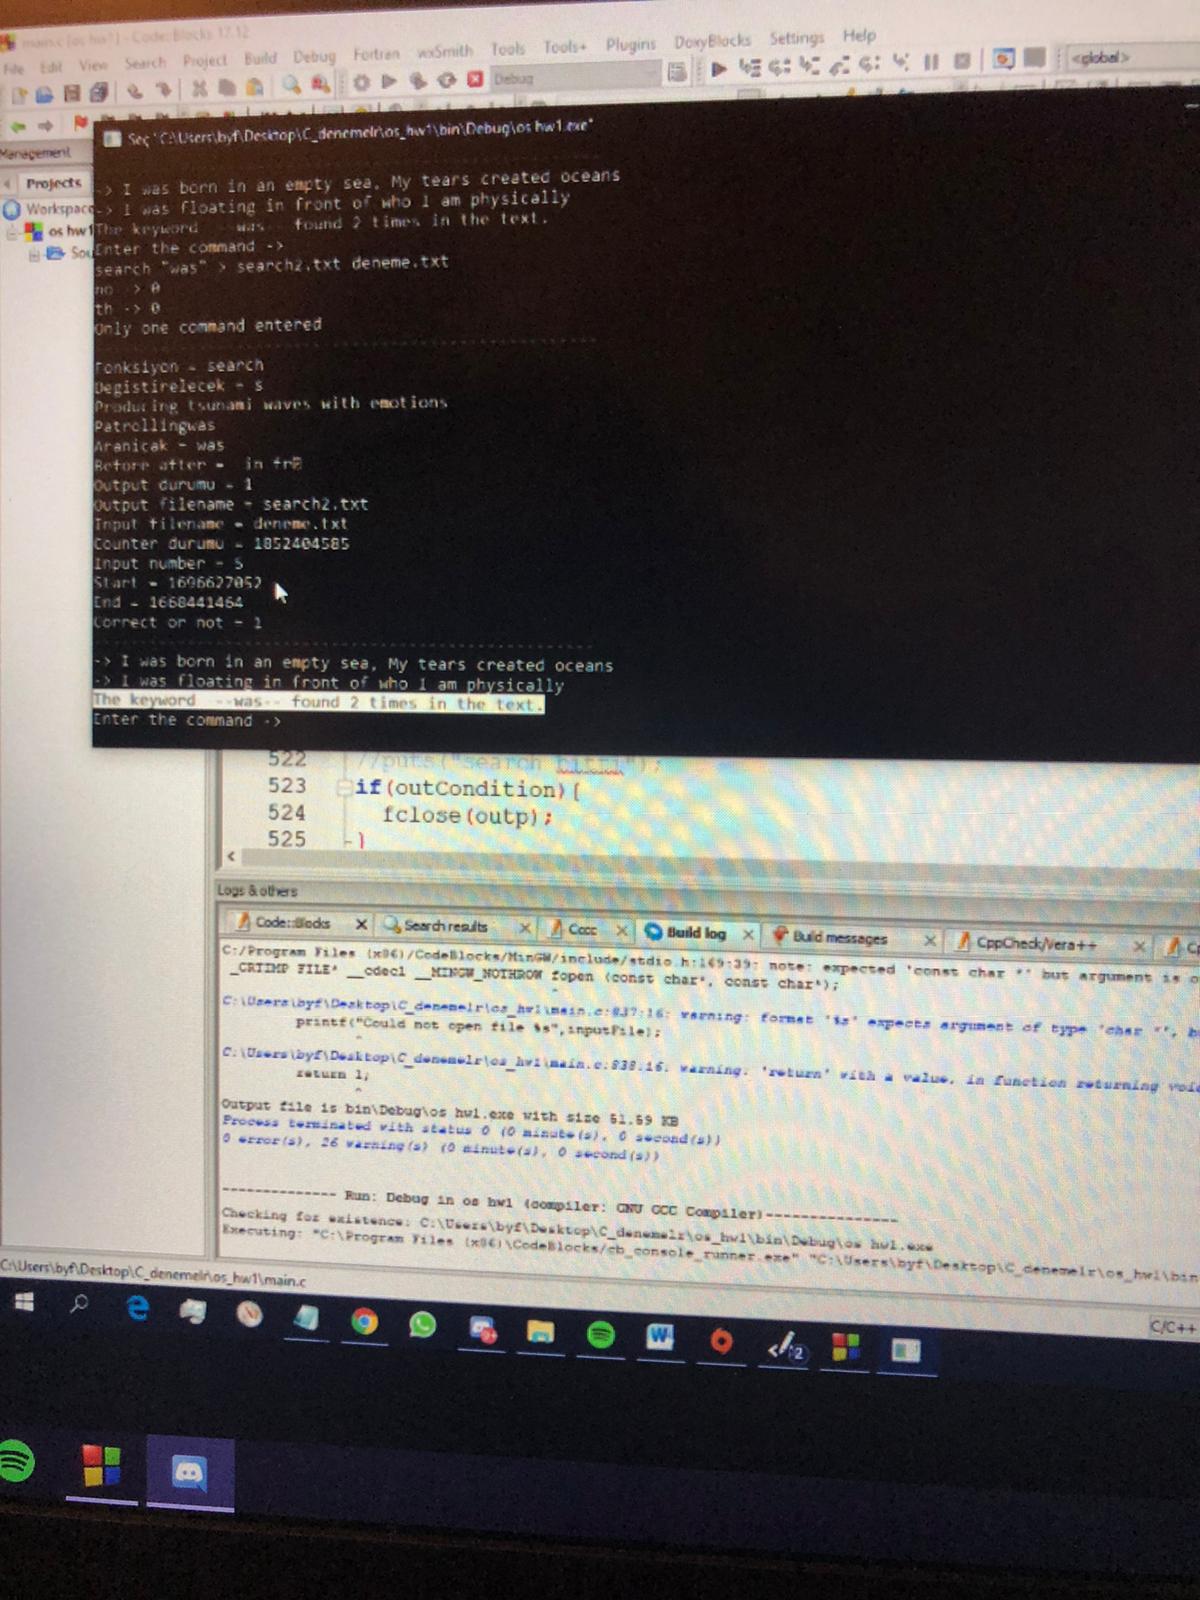 main.c [os hw1] - Code::Blocks 17.12
File Edit View Search Project Build Debug Fortran wxSmith Tools Tools+ Plugins DoxyBlocks Settings Help
Debug
<global>
Management
Projects
Workspace
os hw1
Sou
Seç "C:\Users\byf\Desktop\C_denemelr\os_hw1\bin\Debug\os hw1.exe"
-> I was born in an empty sea, My tears created oceans
-> I was floating in front of who I am physically
The keyword --was-- found 2 times in the text.
Enter the command ->
search "was" > search2.txt deneme.txt
no -> 0
th -> 0
Only one command entered
Fonksiyon - search
Degistirelecek - s
Producing tsunami waves with emotions
Patrollingwas
Aranicak - was
Before after - in fr
Output durumu - 1
Output filename - search2.txt
Input filename - deneme.txt
Counter durumu - 1852404585
Input number - 5
Start - 1696627052
End - 1668441464
Correct or not - 1
-> I was born in an empty sea, My tears created oceans
-> I was floating in front of who I am physically
The keyword --was-- found 2 times in the text.
Enter the command ->
522 //puts("search bitti");
523 if(outCondition){
524 fclose(outp);
525 }
Logs & others
Code::Blocks Search results Cccc Build log Build messages CppCheck/Vera++ Cp
C:/Program Files (x86)/CodeBlocks/MinGW/include/stdio.h:169:39: note: expected 'const char *' but argument is o
_CRTIMP FILE* __cdecl __MINGW_NOTHROW fopen (const char*, const char*);
C:\Users\byf\Desktop\C_denemelr\os_hw1\main.c:837:16: warning: format '%s' expects argument of type 'char *', b
printf("Could not open file %s",inputFile);
C:\Users\byf\Desktop\C_denemelr\os_hw1\main.c:838:16: warning: 'return' with a value, in function returning void
return 1;
Output file is bin\Debug\os hw1.exe with size 51.59 KB
Process terminated with status 0 (0 minute(s), 0 second(s))
0 error(s), 26 warning(s) (0 minute(s), 0 second(s))
-------------- Run: Debug in os hw1 (compiler: GNU GCC Compiler)---------------
Checking for existence: C:\Users\byf\Desktop\C_denemelr\os_hw1\bin\Debug\os hw1.exe
Executing: "C:\Program Files (x86)\CodeBlocks/cb_console_runner.exe" "C:\Users\byf\Desktop\C_denemelr\os_hw1\bin
C:\Users\byf\Desktop\C_denemelr\os_hw1\main.c
C/C++